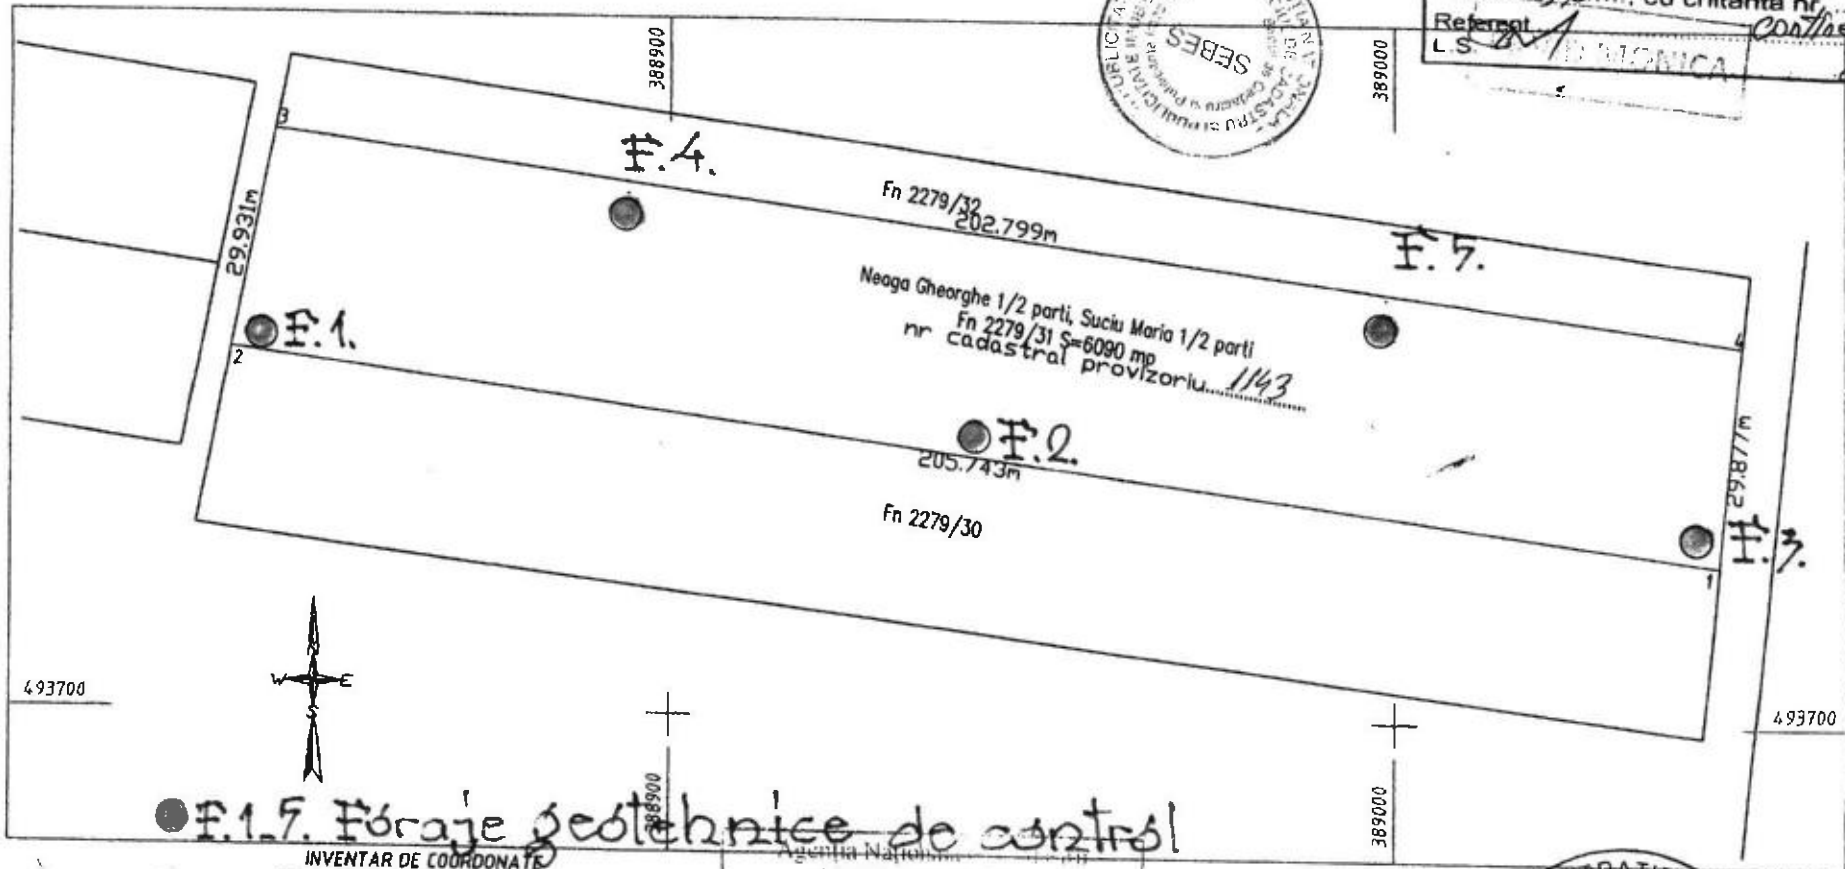 388900
389000
cu chitanta nr.
Referent
L S
SEBES
3
F.4.
Fn 2279/32
202.799m
F.5.
29.931m
Neaga Gheorghe 1/2 parti, Suciu Maria 1/2 parti
Fn 2279/31 S=6090 mp
nr cadastral provizoriu 1143
F.1.
2
4
F.2.
205.743m
29.877m
Fn 2279/30
F.3.
1
W E
S
493700
493700
388900
389000
F.1-5. Foraje geotehnice de control
INVENTAR DE COORDONATE